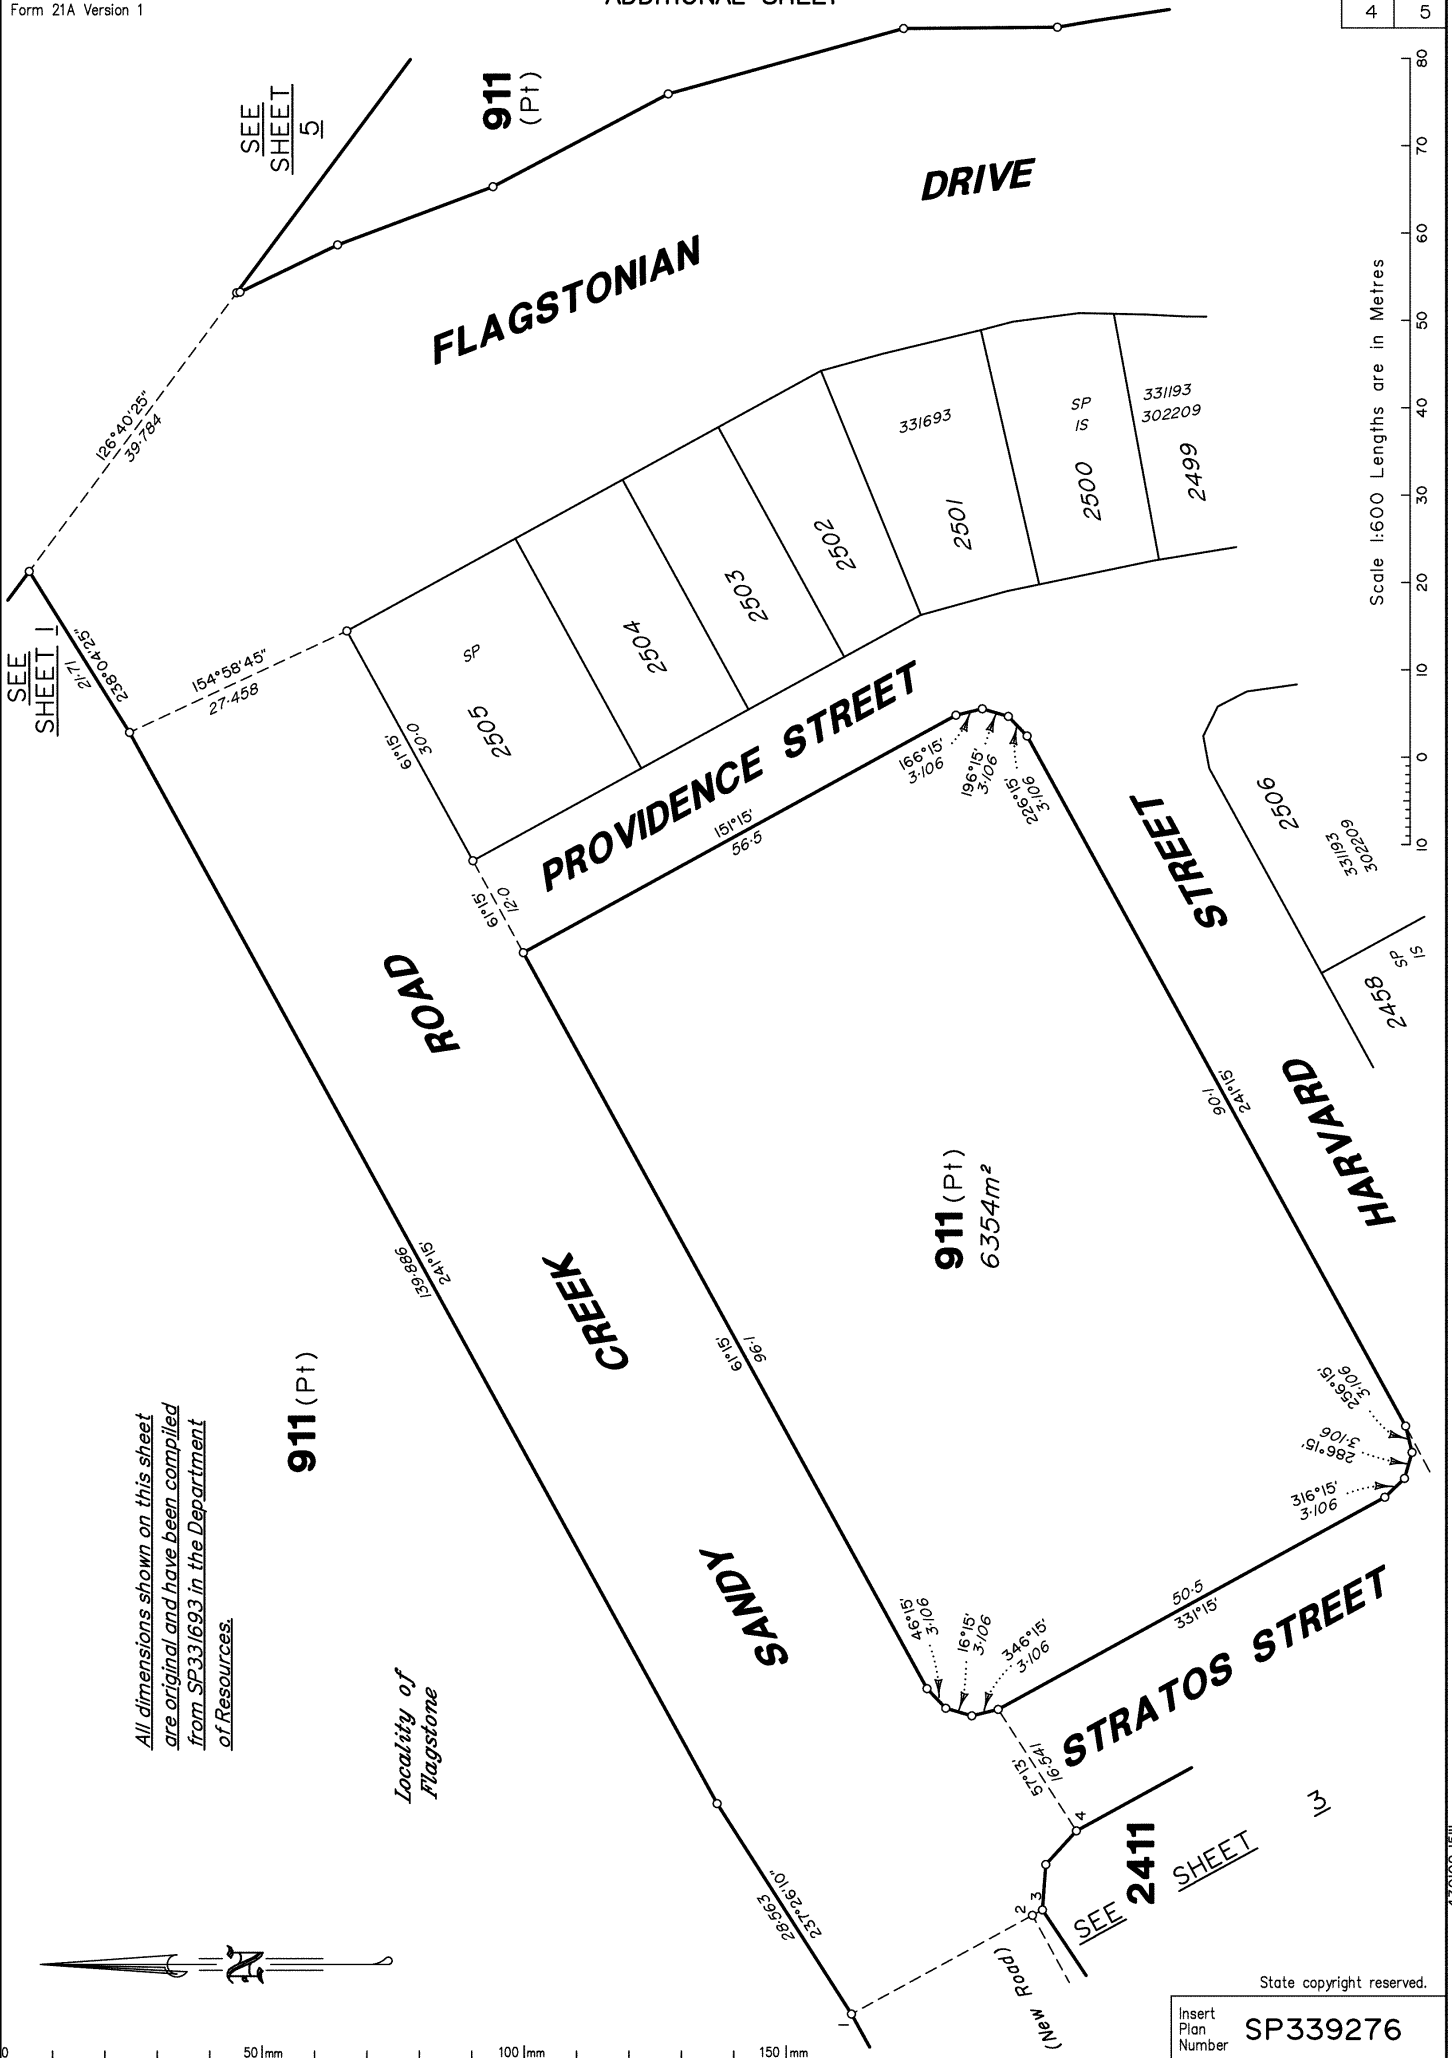 Form 21A Version 1
ADDITIONAL SHEET
4 5
SEE
SHEET
5
911
(Pt)
DRIVE
FLAGSTONIAN
126°40'25"
39·784
SEE
SHEET 1
21·71
238°04'25"
154°58'45"
27·458
61°15'
30·0
2505
SP
2504
2503
2502
2501
331693
2500
SP
IS
2499
331193
302209
PROVIDENCE STREET
61°15'
12·0
151°15'
56·5
166°15'
3·106
196°15'
3·106
226°15'
3·106
STREET
HARVARD
2506
331193
302209
2458
SP
IS
90·1
241°15'
ROAD
CREEK
SANDY
139·886
241°15'
61°15'
96·1
911 (Pt)
6354m²
911 (Pt)
All dimensions shown on this sheet
are original and have been compiled
from SP331693 in the Department
of Resources.
Locality of
Flagstone
256°15'
3·106
286°15'
3·106
316°15'
3·106
50·5
331°15'
46°15'
3·106
16°15'
3·106
346°15'
3·106
STRATOS STREET
57°13'
16·541
28·563
237°26'10"
1
2
3
4
2411
SEE SHEET 3
(New Road)
N
Scale 1:600 Lengths are in Metres
10 0 10 20 30 40 50 60 70 80
State copyright reserved.
Insert
Plan
Number
SP339276
0 50mm 100mm 150mm